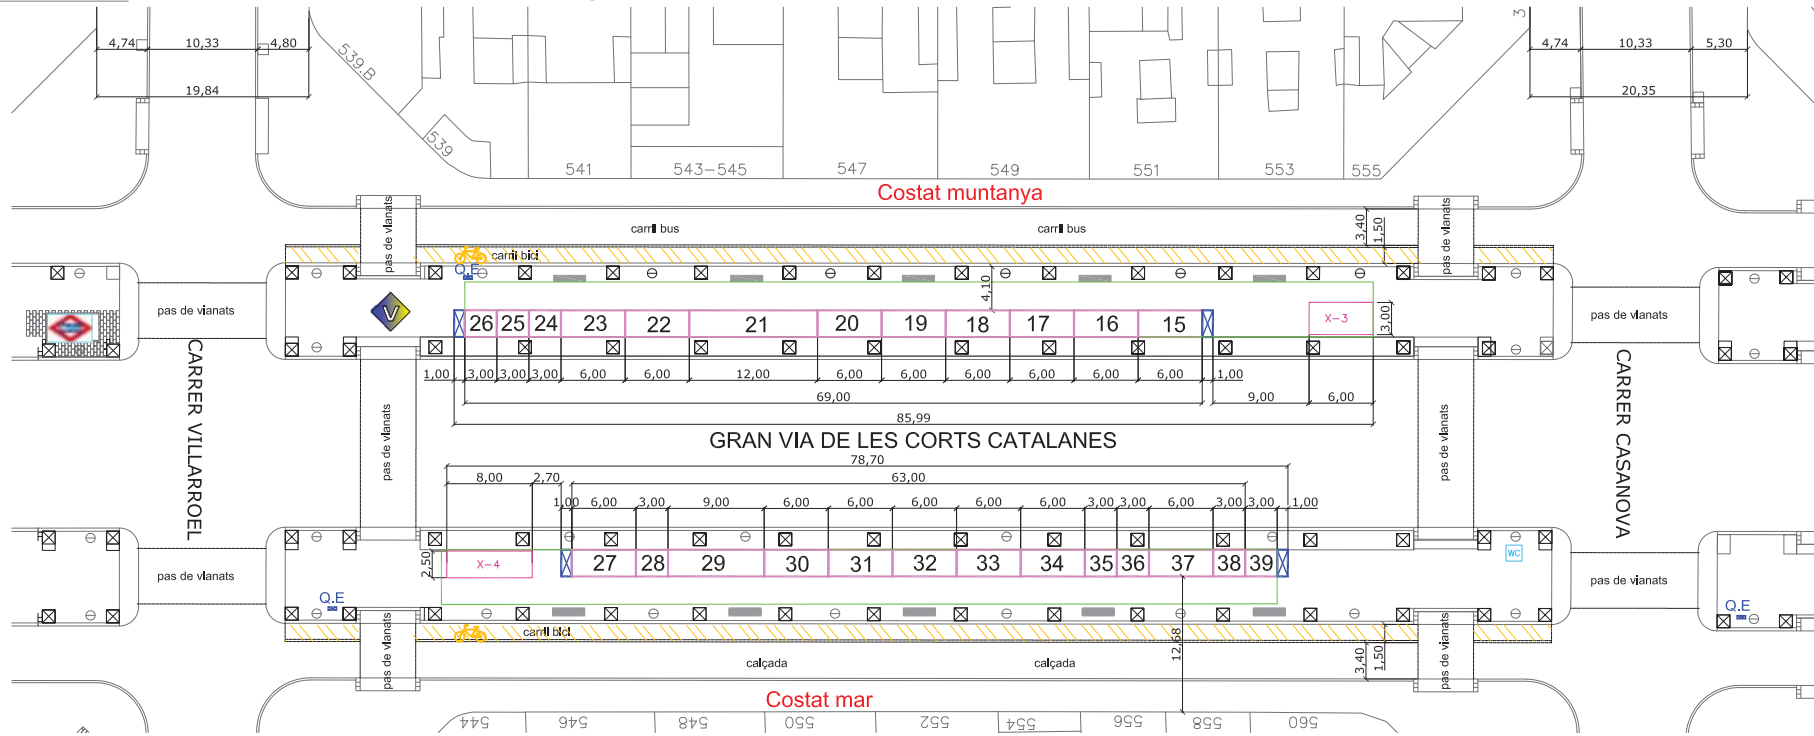 4,74 10,33 4,80
19,84
539.B
539
541 543-545 547 549 551 553 555
3
4,74 10,33 5,30
20,35
Costat muntanya
pas de vianats
carril bus carril bus
3,40 1,50
pas de vianats
carril bici
Q.E
4,10
pas de vianats
V
26 25 24 23 22 21 20 19 18 17 16 15
X-3
3,00
pas de vianats
1,00 3,00 3,00 3,00 6,00 6,00 12,00 6,00 6,00 6,00 6,00 6,00 6,00 1,00
9,00 6,00
69,00
85,99
CARRER VILLARROEL
pas de vianats
GRAN VIA DE LES CORTS CATALANES
pas de vianats
CARRER CASANOVA
78,70
8,00 2,70 63,00
1,00 6,00 3,00 9,00 6,00 6,00 6,00 6,00 6,00 3,00 3,00 6,00 3,00 3,00 1,00
2,50
X-4
27 28 29 30 31 32 33 34 35 36 37 38 39
WC
pas de vianats
pas de vianats
Q.E
Q.E
carril bici
12,68
pas de vianats
calçada calçada
3,40 1,50
pas de vianats
Costat mar
544 546 548 550 552 554 556 558 560